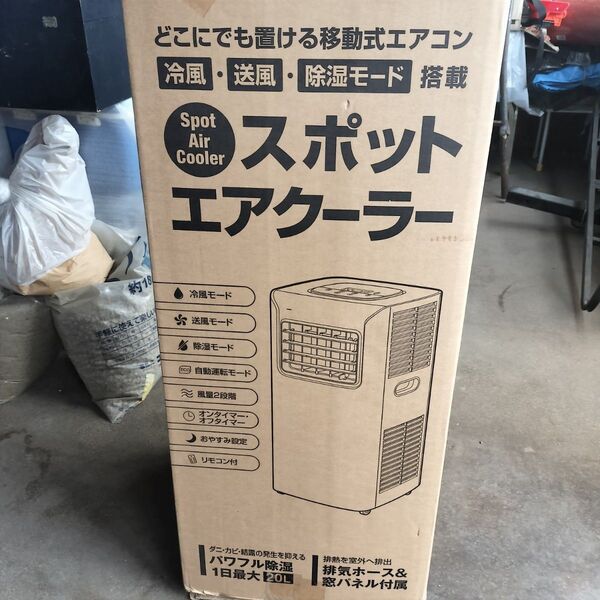 どこにでも置ける移動式エアコン
冷風・送風・除湿モード 搭載
Spot
Air
Cooler
スポット
エアクーラー
冷風モード
送風モード
除湿モード
eco 自動運転モード
風量2段階
オンタイマー・
オフタイマー
おやすみ設定
リモコン付
ダニ・カビ・結露の発生を抑える
パワフル除湿
1日最大20L
排熱を室外へ排出
排気ホース&
窓パネル付属
約18